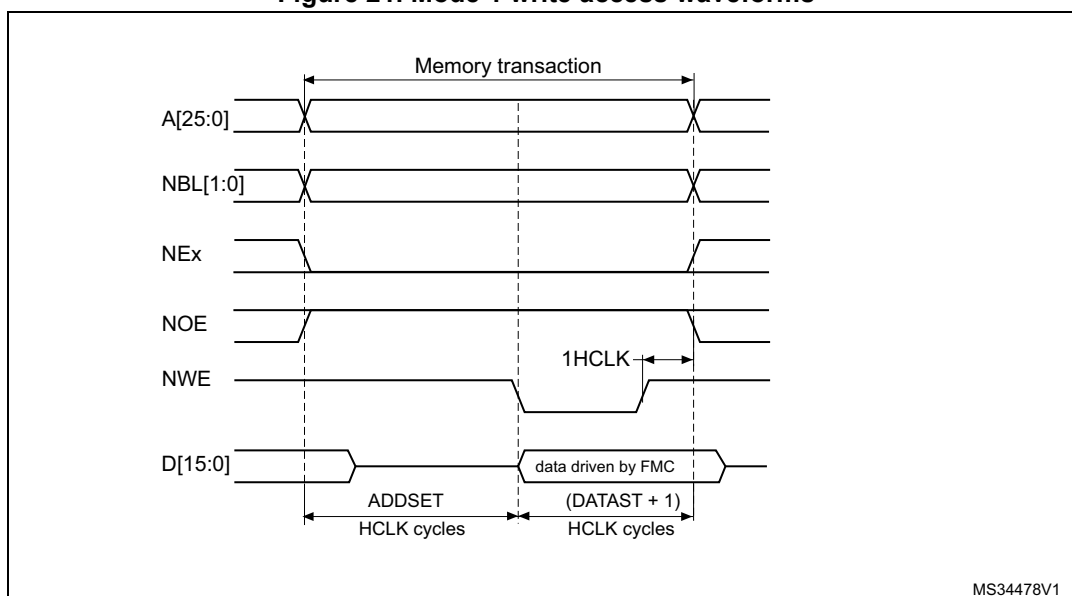 Figure 21. Mode 1 write access waveforms
Memory transaction
A[25:0]
NBL[1:0]
NEx
NOE
1HCLK
NWE
D[15:0]
data driven by FMC
ADDSET
(DATAST + 1)
HCLK cycles
HCLK cycles
MS34478V1